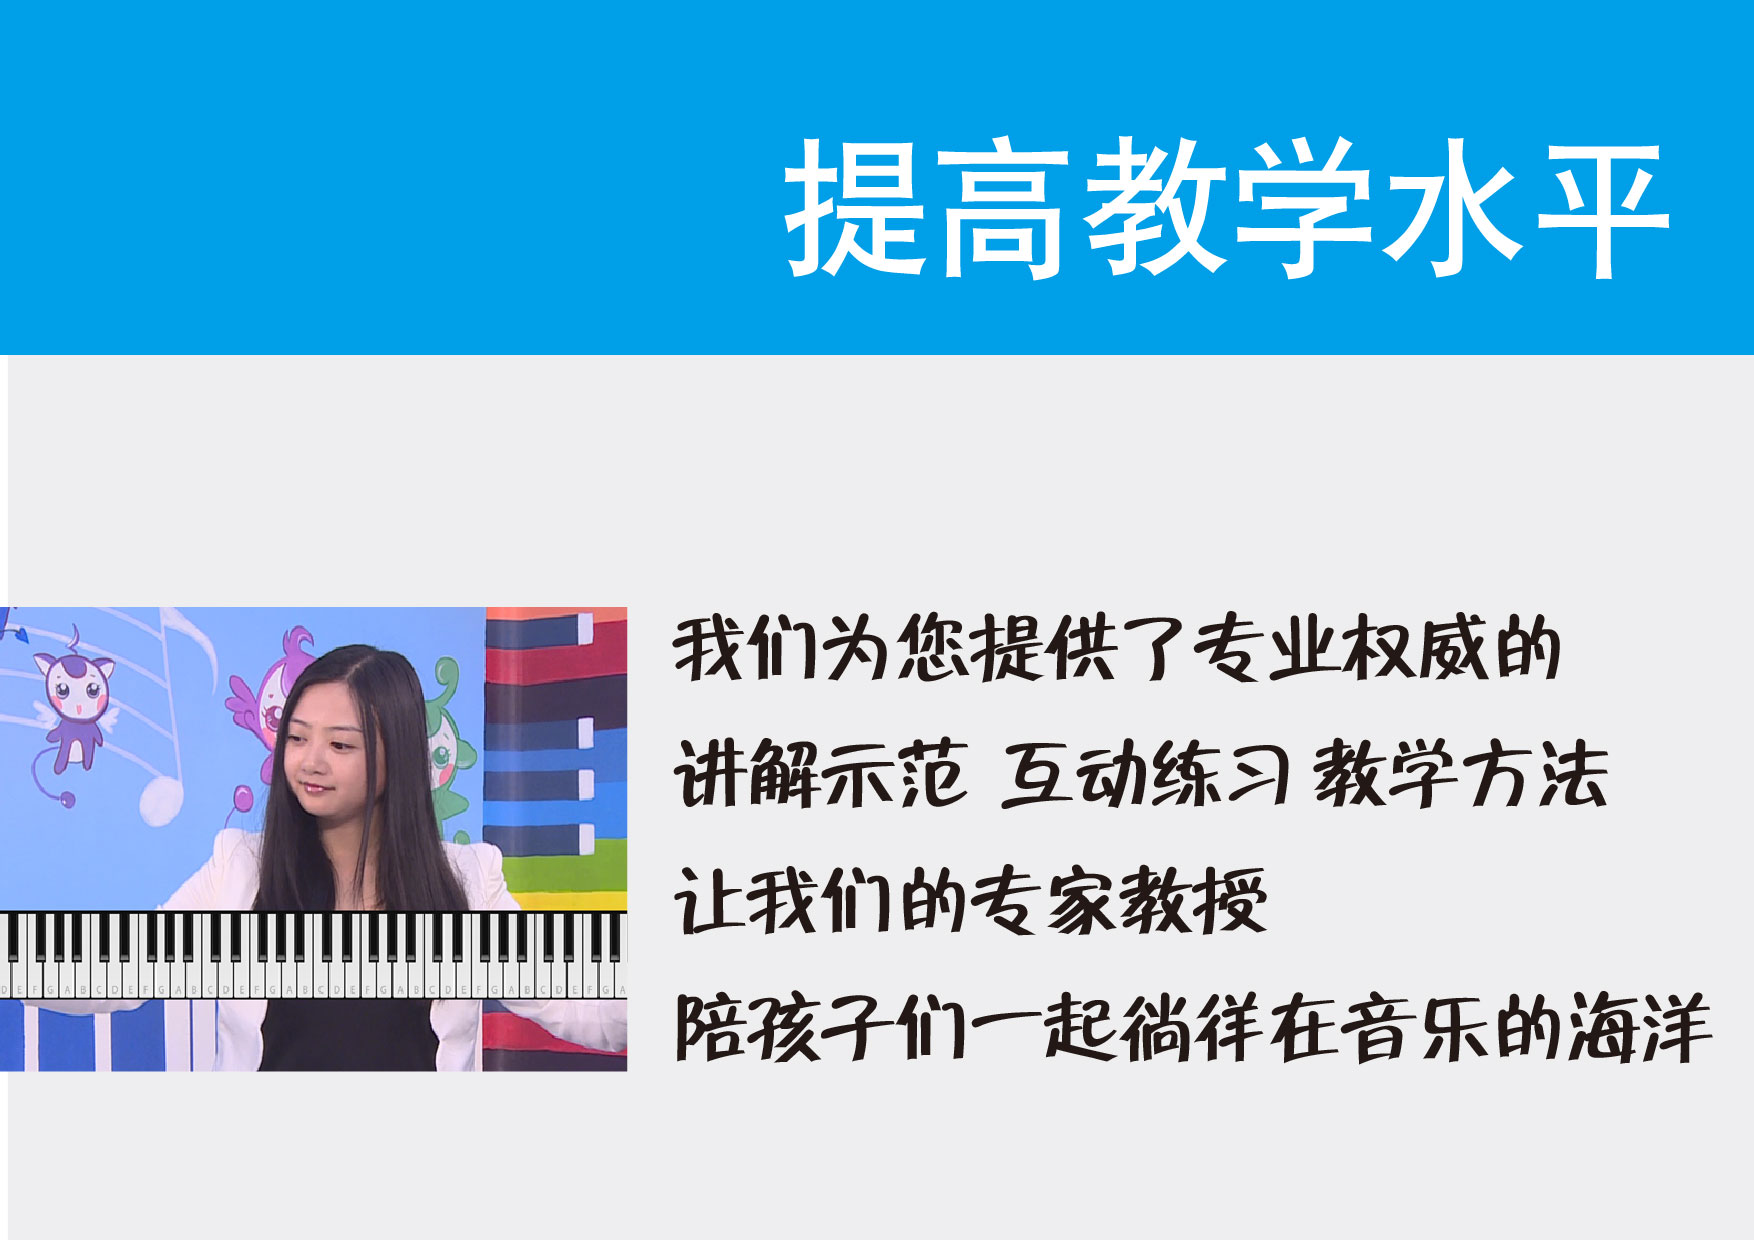 提高教学水平
我们为您提供了专业权威的
讲解示范 互动练习 教学方法
让我们的专家教授
陪孩子们一起徜徉在音乐的海洋